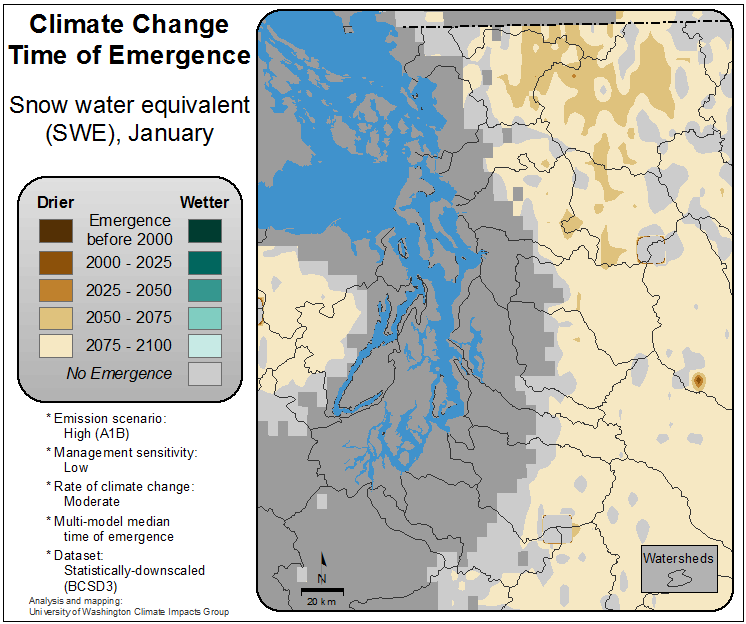 Climate Change
Time of Emergence
Snow water equivalent
(SWE), January
Drier
Wetter
Emergence
before 2000
2000 - 2025
2025 - 2050
2050 - 2075
2075 - 2100
No Emergence
* Emission scenario:
High (A1B)
* Management sensitivity:
Low
* Rate of climate change:
Moderate
* Multi-model median
time of emergence
* Dataset:
Statistically-downscaled
(BCSD3)
Analysis and mapping:
University of Washington Climate Impacts Group
N
20 km
Watersheds